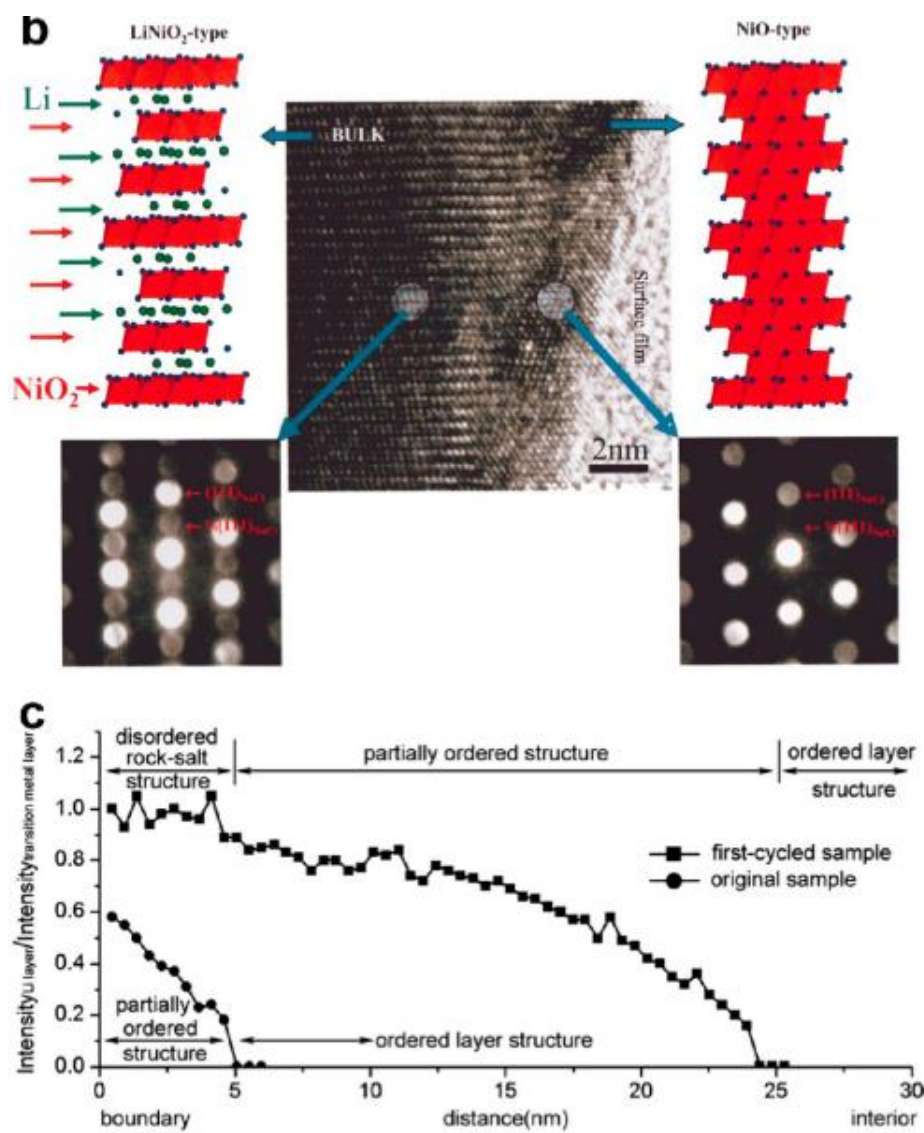 b
LiNiO₂-type
NiO-type
Li
BULK
NiO₂
Surface film
2nm
c
Intensity Li layer/Intensity transition metal layer
1.2
1.0
0.8
0.6
0.4
0.2
0.0
disordered
rock-salt
structure
partially ordered structure
ordered layer
structure
first-cycled sample
original sample
partially
ordered
structure
ordered layer structure
0
5
10
15
20
25
30
boundary
distance(nm)
interior